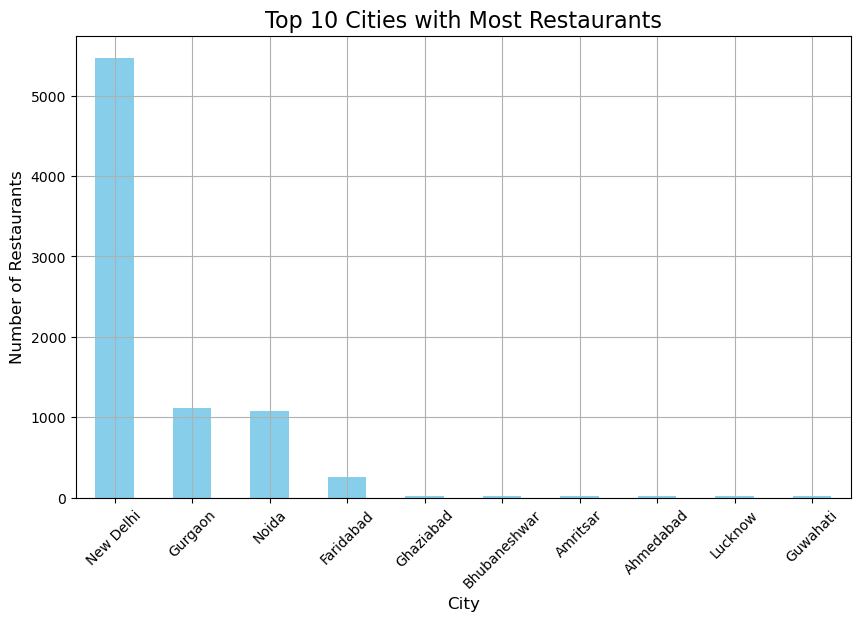 Top 10 Cities with Most Restaurants
Number of Restaurants
5000
4000
3000
2000
1000
0
New Delhi
Gurgaon
Noida
Faridabad
Ghaziabad
Bhubaneshwar
Amritsar
Ahmedabad
Lucknow
Guwahati
City